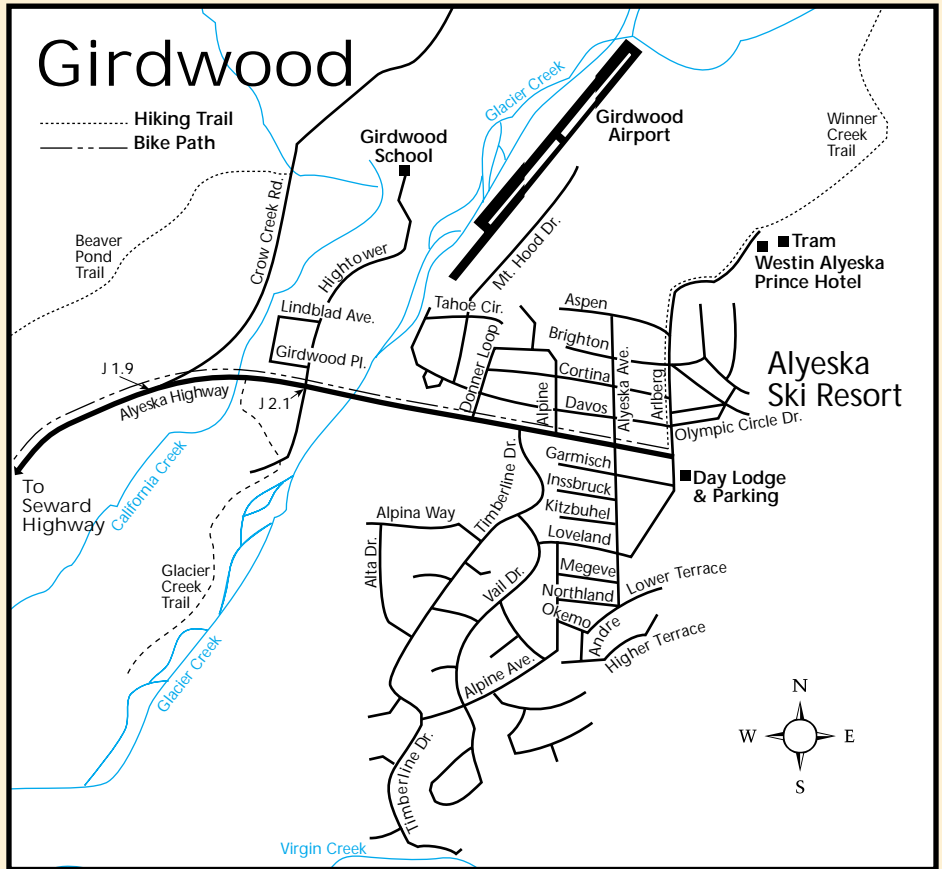 Girdwood
Hiking Trail
Bike Path
Girdwood
School
Glacier Creek
Girdwood
Airport
Winner
Creek
Trail
Crow Creek Rd.
Beaver
Pond
Trail
Hightower
Mt. Hood Dr.
Tram
Westin Alyeska
Prince Hotel
Lindblad Ave.
Tahoe Cir.
Aspen
Girdwood Pl.
Donner Loop
Brighton
Alyeska Ave.
Arlberg
Alyeska
Ski Resort
J 1.9
Alyeska Highway
J 2.1
Cortina
Alpine
Davos
Olympic Circle Dr.
To
Seward
Highway
California Creek
Timberline Dr.
Garmisch
Inssbruck
Kitzbuhel
Loveland
Day Lodge
& Parking
Alpina Way
Alta Dr.
Glacier
Creek
Trail
Vail Dr.
Megeve
Northland
Okemo
Andre
Lower Terrace
Higher Terrace
Alpine Ave.
Glacier Creek
Timberline Dr.
Virgin Creek
N
W
E
S